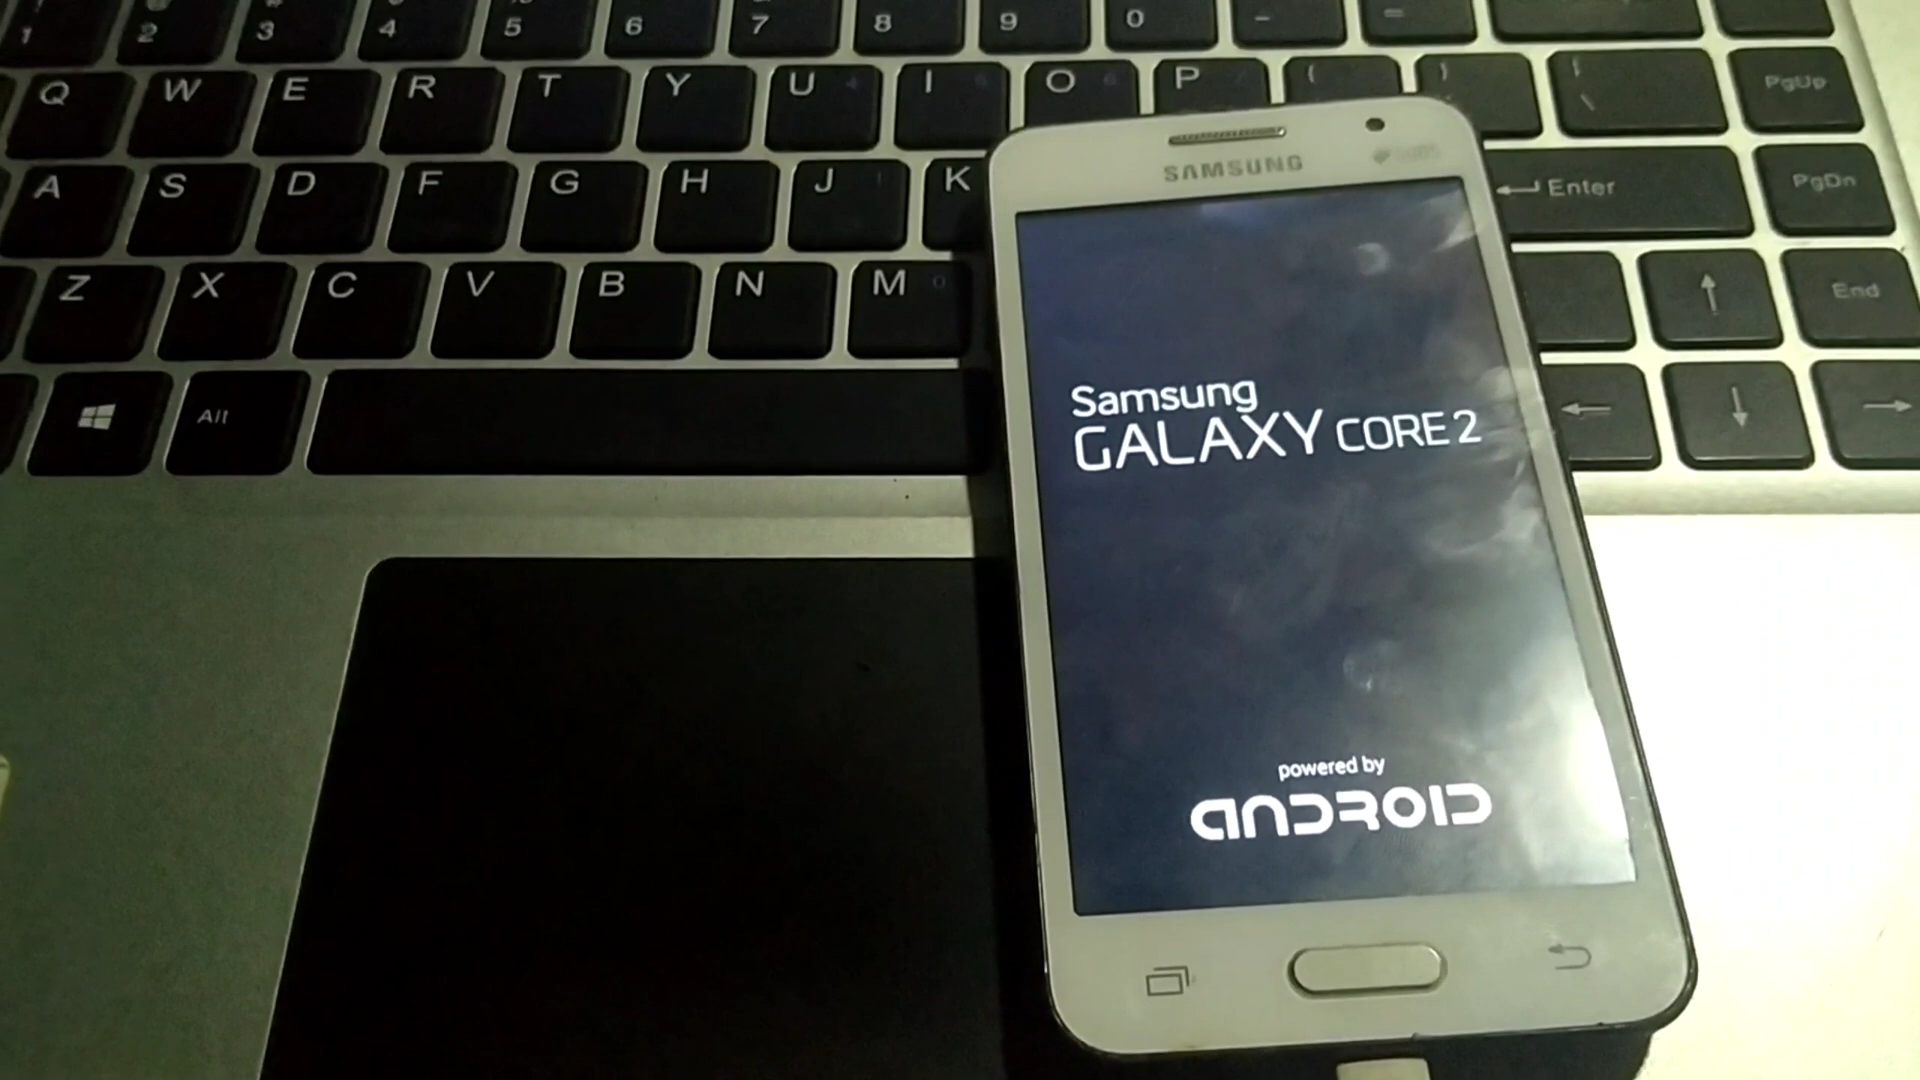 1 2 3 4 5 6 7 8 9 0 - =
Q W E R T Y U I O P { } PgUp
\
A S D F G H J K Enter PgDn
Z X C V B N M 0 End
Alt
SAMSUNG
Samsung
GALAXY CORE 2
powered by
ANDROID